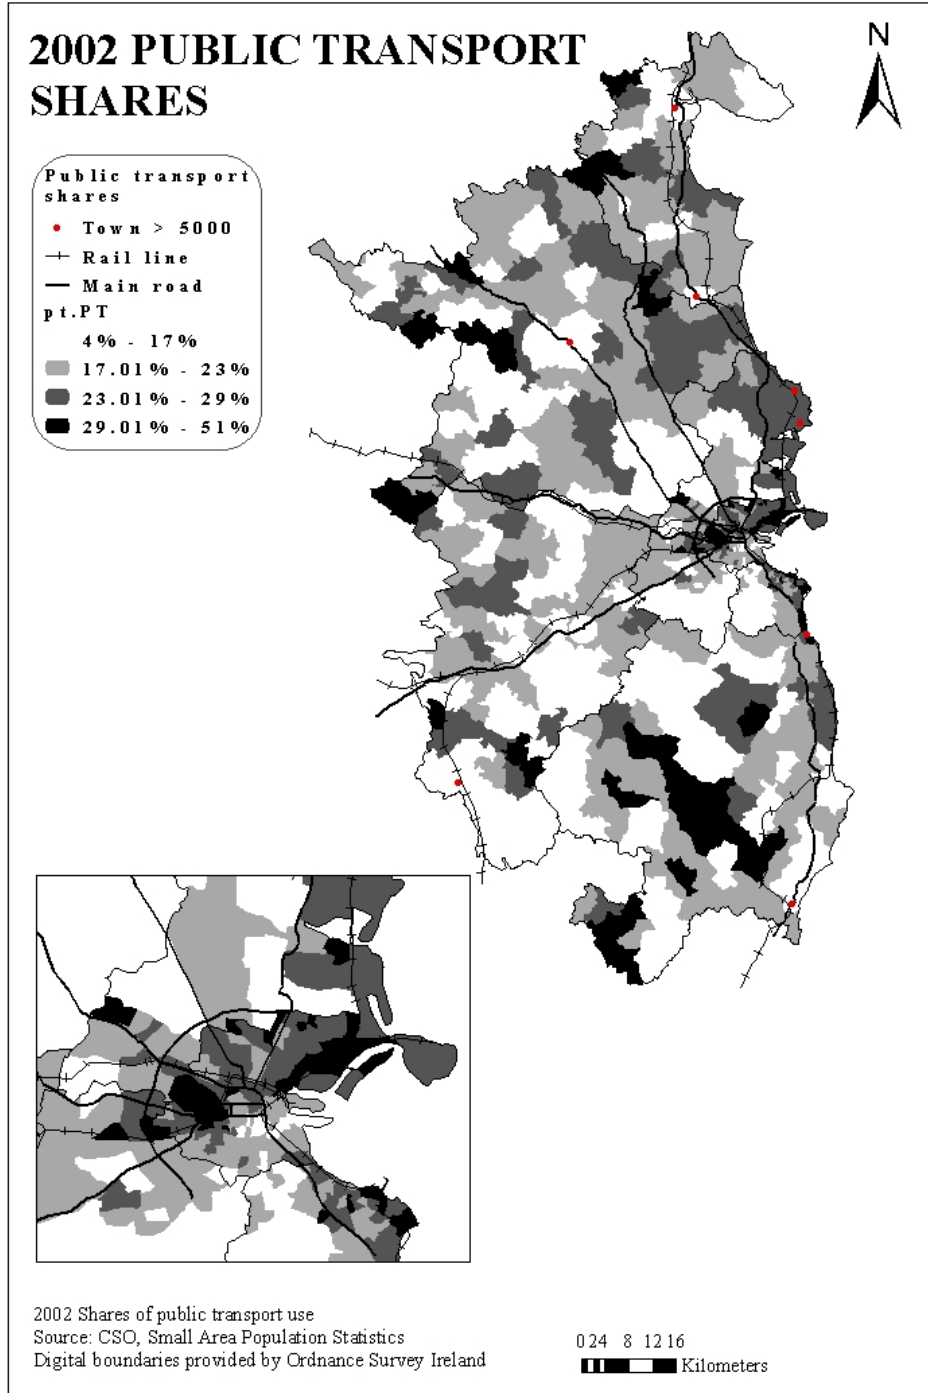 2002 PUBLIC TRANSPORT
SHARES
N
Public transport
shares
Town > 5000
Rail line
Main road
pt.PT
4% - 17%
17.01% - 23%
23.01% - 29%
29.01% - 51%
2002 Shares of public transport use
Source: CSO, Small Area Population Statistics
Digital boundaries provided by Ordnance Survey Ireland
0 2 4 8 12 16
Kilometers